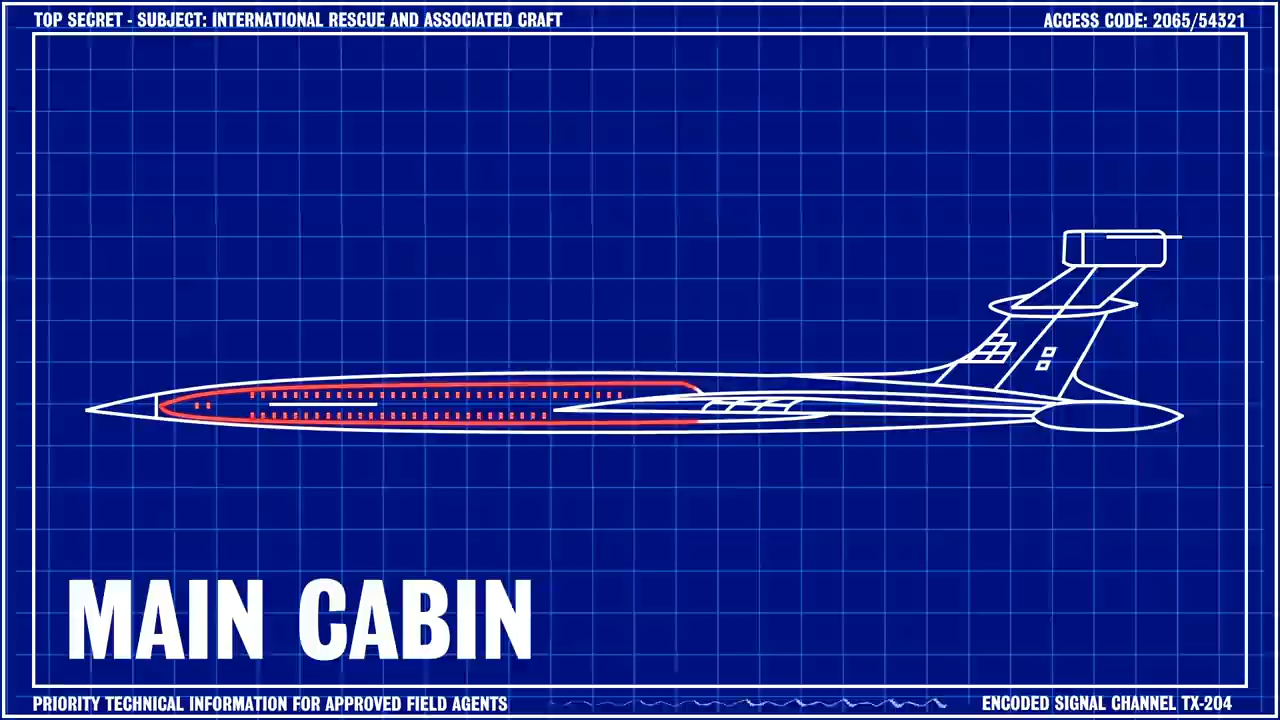 TOP SECRET - SUBJECT: INTERNATIONAL RESCUE AND ASSOCIATED CRAFT
ACCESS CODE: 2065/54321
MAIN CABIN
PRIORITY TECHNICAL INFORMATION FOR APPROVED FIELD AGENTS
ENCODED SIGNAL CHANNEL TX-204